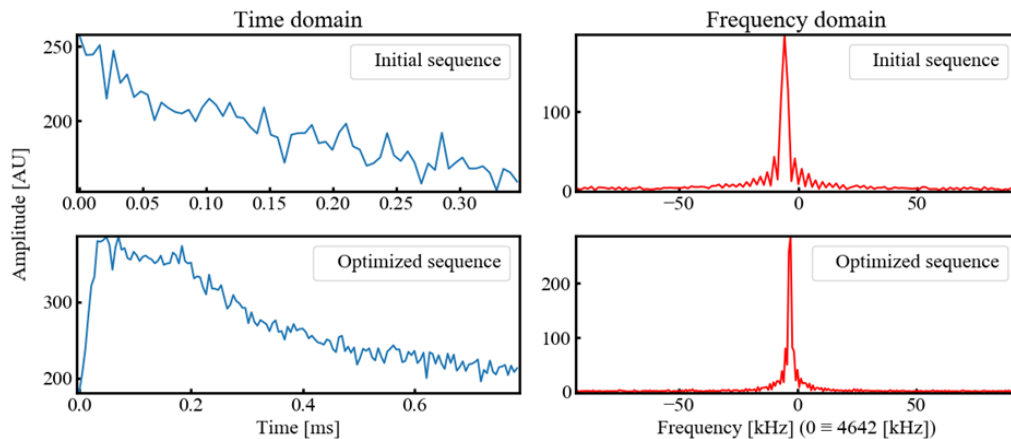 Time domain
Frequency domain
Amplitude [AU]
250
200
Initial sequence
0.00 0.05 0.10 0.15 0.20 0.25 0.30
100
0
Initial sequence
−50 0 50
300
200
Optimized sequence
0.0 0.2 0.4 0.6
Time [ms]
200
100
0
Optimized sequence
−50 0 50
Frequency [kHz] (0 ≡ 4642 [kHz])